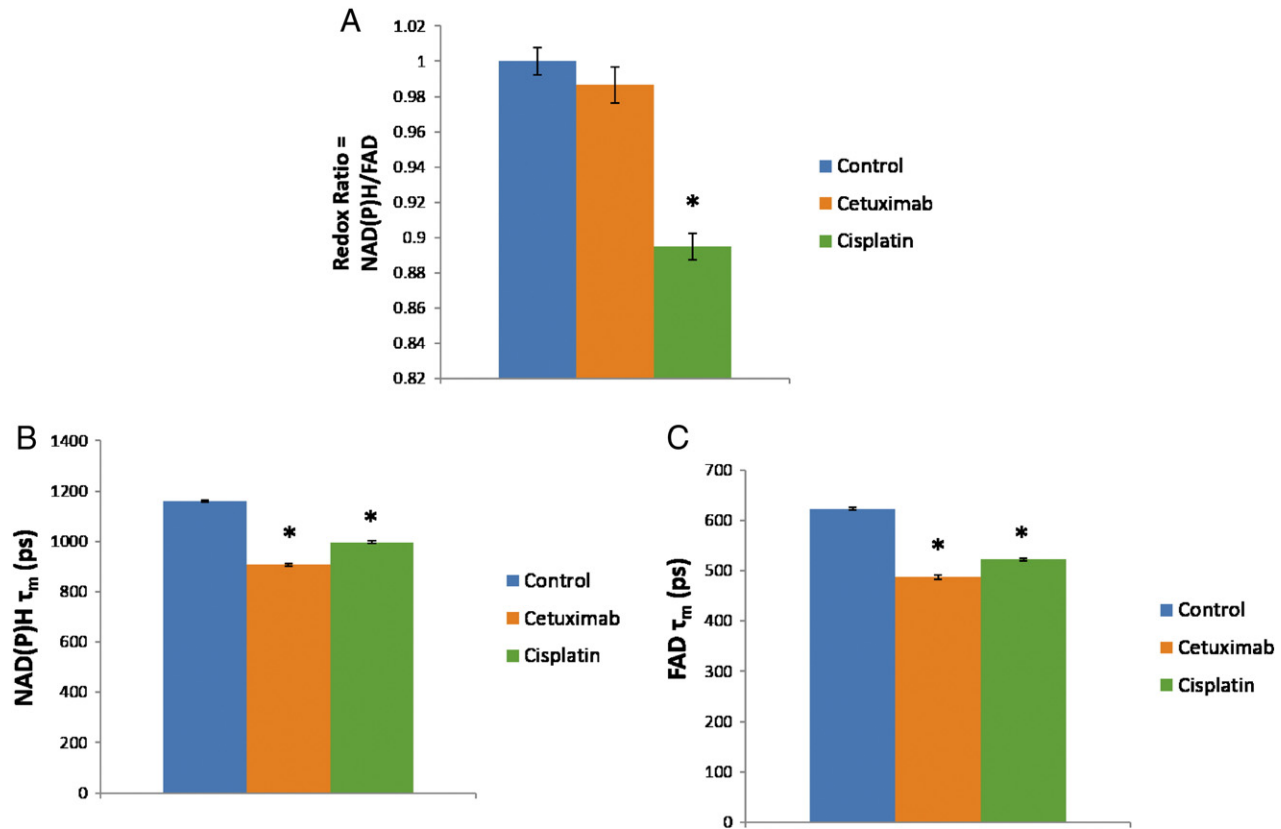 A
Redox Ratio =
NAD(P)H/FAD
1.02
1
0.98
0.96
0.94
0.92
0.9
0.88
0.86
0.84
0.82
*
Control
Cetuximab
Cisplatin
B
NAD(P)H τm (ps)
1400
1200
1000
800
600
400
200
0
*
*
Control
Cetuximab
Cisplatin
C
FAD τm (ps)
700
600
500
400
300
200
100
0
*
*
Control
Cetuximab
Cisplatin